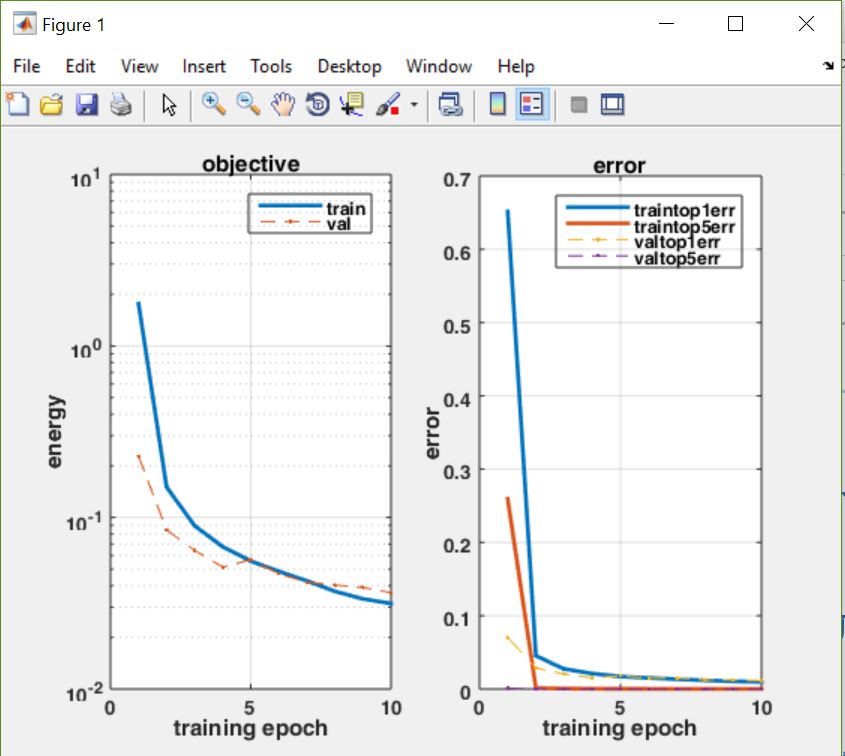 Figure 1
File Edit View Insert Tools Desktop Window Help
objective
10^1
10^0
10^-1
10^-2
energy
train
val
0 5 10
training epoch
error
0.7
0.6
0.5
0.4
0.3
0.2
0.1
0
error
traintop1err
traintop5err
valtop1err
valtop5err
0 5 10
training epoch